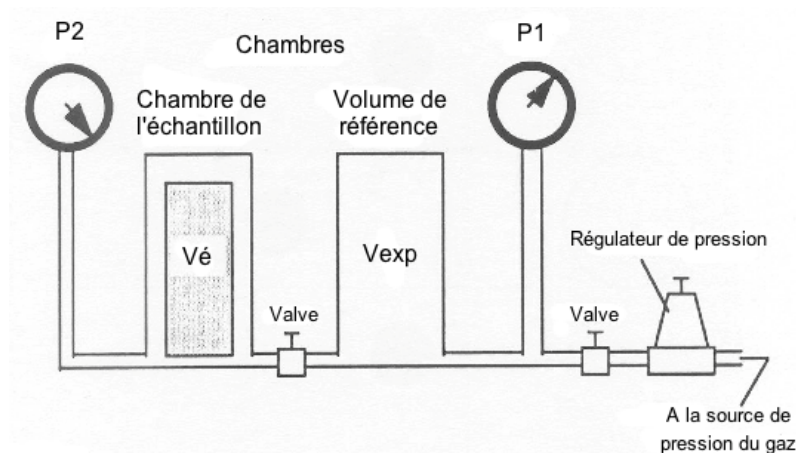 P2
Chambres
P1
Chambre de
l'échantillon
Volume de
référence
Vé
Vexp
Régulateur de pression
Valve
Valve
A la source de
pression du gaz